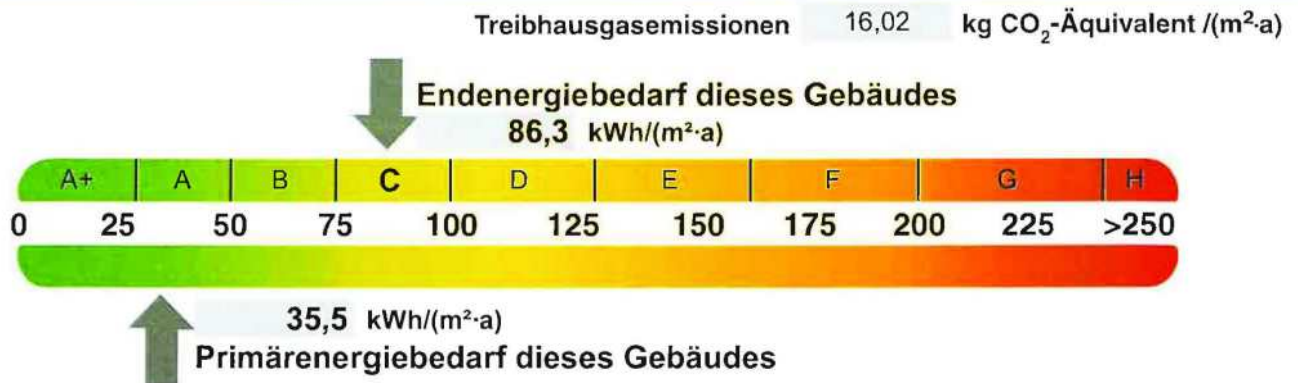 Treibhausgasemissionen 16,02 kg CO₂-Äquivalent /(m²·a)
Endenergiebedarf dieses Gebäudes
86,3 kWh/(m²·a)
A+ A B C D E F G H
0 25 50 75 100 125 150 175 200 225 >250
35,5 kWh/(m²·a)
Primärenergiebedarf dieses Gebäudes